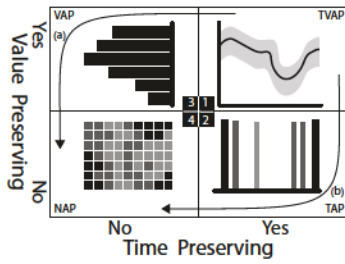 VAP
TVAP
(a)
Yes
Value Preserving
3 1
4 2
No
NAP
(b)
TAP
No
Yes
Time Preserving